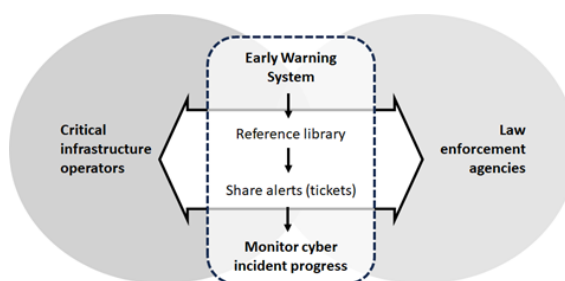 Early Warning
System
Critical
infrastructure
operators
Reference library
Share alerts (tickets)
Law
enforcement
agencies
Monitor cyber
incident progress